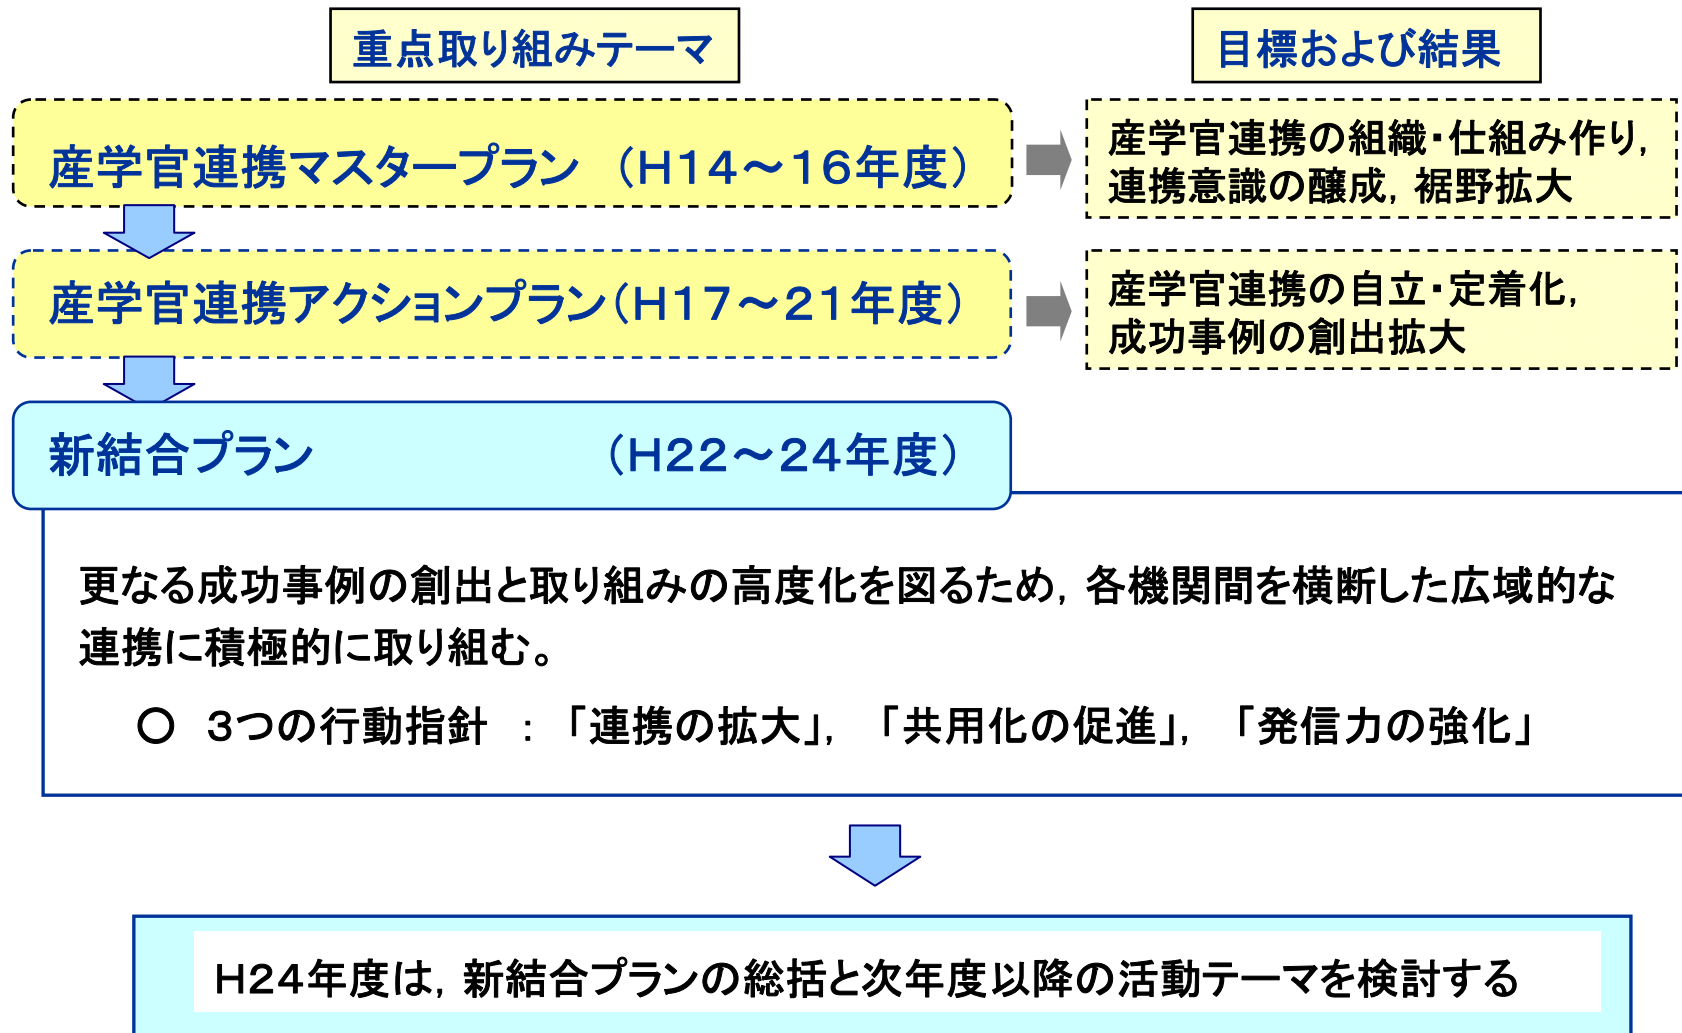 重点取り組みテーマ
目標および結果
産学官連携マスタープラン （H14～16年度）
産学官連携の組織・仕組み作り,
連携意識の醸成, 裾野拡大
産学官連携アクションプラン（H17～21年度）
産学官連携の自立・定着化,
成功事例の創出拡大
新結合プラン （H22～24年度）
更なる成功事例の創出と取り組みの高度化を図るため, 各機関間を横断した広域的な
連携に積極的に取り組む。
○ 3つの行動指針 : 「連携の拡大」, 「共用化の促進」, 「発信力の強化」
H24年度は, 新結合プランの総括と次年度以降の活動テーマを検討する